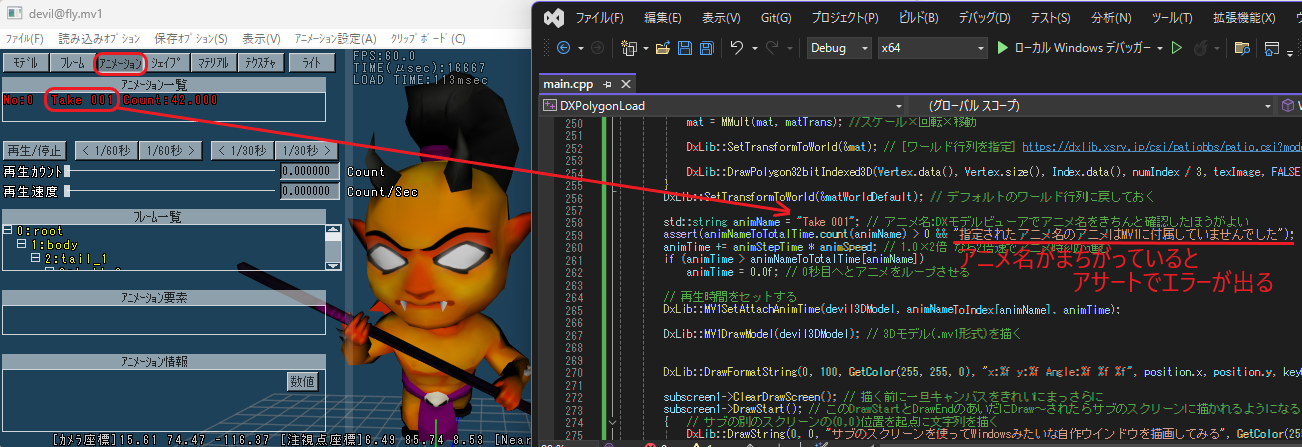 devil@fly.mv1
ファイル(F) 読み込みオプション 保存オプション(S) 表示(V) アニメーション設定(A) クリップボード(C)
モデル フレーム アニメーション シェイプ マテリアル テクスチャ ライト
FPS:60.0
TIME(μsec):16667
LOAD TIME:113msec
アニメーション一覧
No:0 Take 001 Count:42.000
再生/停止 < 1/60秒 1/60秒 > < 1/30秒 1/30秒 >
再生カウント 0.000000 Count
再生速度 0.000000 Count/Sec
フレーム一覧
0:root
1:body
2:tail_1
アニメーション要素
アニメーション情報
数値
[カメラ座標]15.61 74.47 -116.37 [注視点座標]6.49 85.74 8.53 [Near
ファイル(F) 編集(E) 表示(V) Git(G) プロジェクト(P) ビルド(B) デバッグ(D) テスト(S) 分析(N) ツール(T) 拡張機能(X)
Debug x64 ローカル Windows デバッガー
main.cpp
DXPolygonLoad (グローバル スコープ)
250 mat = MMult(mat, matTrans); //スケール×回転×移動
251
252 DxLib::SetTransformToWorld(&mat); // [ワールド行列を指定] https://dxlib.xsrv.jp/cgi/patiobbs/patio.cgi?mod
253
254 DxLib::DrawPolygon32bitIndexed3D(Vertex.data(), Vertex.size(), Index.data(), numIndex / 3, texImage, FALSE
255 }
256 DxLib::SetTransformToWorld(&matWorldDefault); // デフォルトのワールド行列に戻しておく
257
258 std::string animName = "Take 001"; // アニメ名:DXモデルビューアでアニメ名をきちんと確認したほうがよい
259 assert(animNameToTotalTime.count(animName) > 0 && "指定されたアニメ名のアニメはMV1に付属していませんでした");
260 animTime += animStepTime * animSpeed; // 1.0×2倍 なら2倍速でアニメ時刻が進む
261 if (animTime > animNameToTotalTime[animName])
262 animTime = 0.0f; // 0秒目へとアニメをループさせる
アニメ名がまちがっていると
アサートでエラーが出る
263
264 // 再生時間をセットする
265 DxLib::MV1SetAttachAnimTime(devil3DModel, animNameToIndex[animName], animTime);
266
267 DxLib::MV1DrawModel(devil3DModel); // 3Dモデル(.mv1形式)を描く
268
269
270 DxLib::DrawFormatString(0, 100, GetColor(255, 255, 0), "x:%f y:%f Angle:%f %f %f", position.x, position.y, key
271
272 subscreen1->ClearDrawScreen(); // 描く前に一旦キャンバスをきれいにまっさらに
273 subscreen1->DrawStart(); // このDrawStartとDrawEndのあいだにDraw～されたらサブのスクリーンに描かれるようになる
274 { // サブの別のスクリーンの(0,0)位置を起点に文字列を描く
275 DxLib::DrawString(0, 0, "サブのスクリーンを使ってWindowsみたいな自作ウインドウを描画してみる", GetColor(255